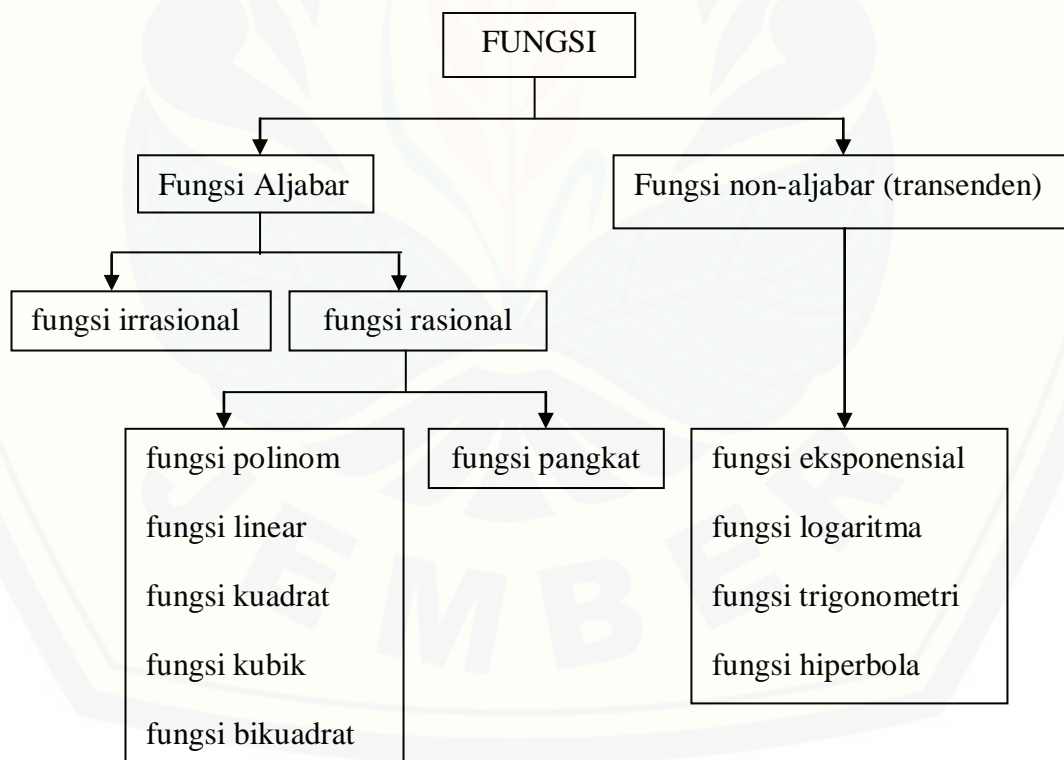 FUNGSI
Fungsi Aljabar
Fungsi non-aljabar (transenden)
fungsi irrasional
fungsi rasional
fungsi polinom
fungsi linear
fungsi kuadrat
fungsi kubik
fungsi bikuadrat
fungsi pangkat
fungsi eksponensial
fungsi logaritma
fungsi trigonometri
fungsi hiperbola
JEMBER